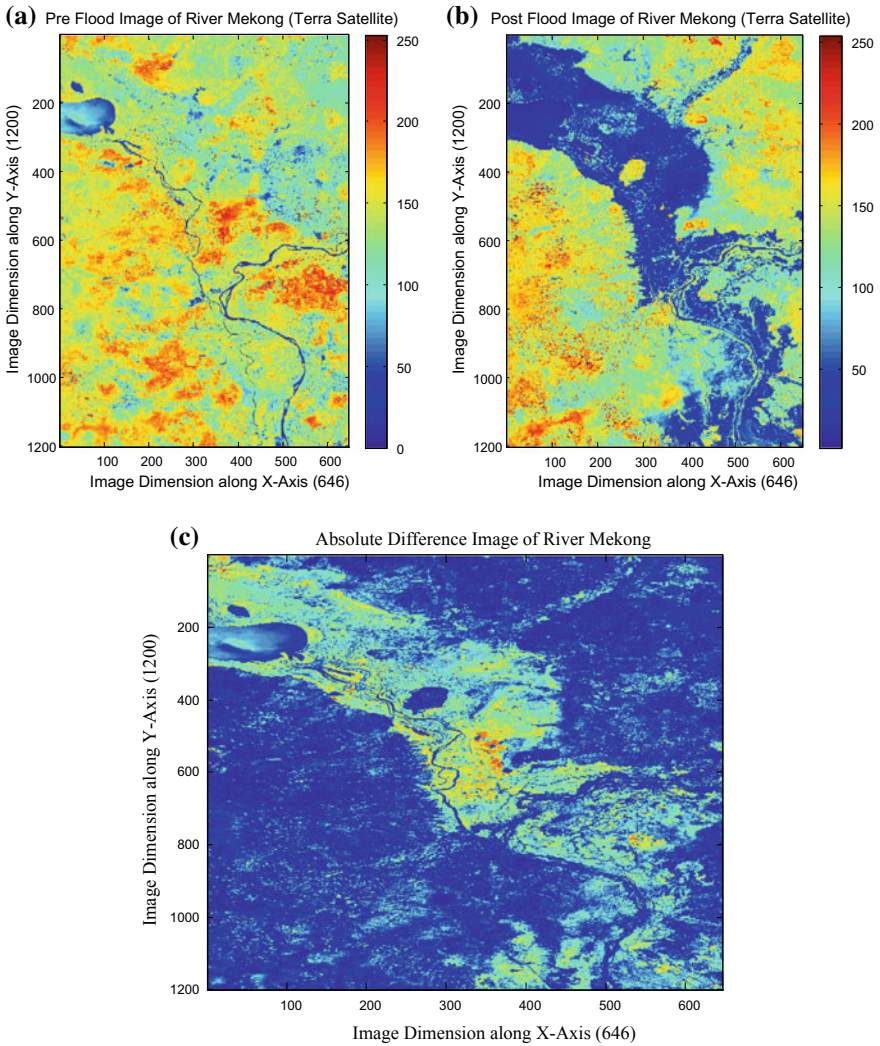 (a) Pre Flood Image of River Mekong (Terra Satellite)
Image Dimension along Y-Axis (1200)
200
400
600
800
1000
1200
100 200 300 400 500 600
Image Dimension along X-Axis (646)
250
200
150
100
50
0
(b) Post Flood Image of River Mekong (Terra Satellite)
Image Dimension along Y-Axis (1200)
200
400
600
800
1000
1200
100 200 300 400 500 600
Image Dimension along X-Axis (646)
250
200
150
100
50
(c) Absolute Difference Image of River Mekong
Image Dimension along Y-Axis (1200)
200
400
600
800
1000
1200
100 200 300 400 500 600
Image Dimension along X-Axis (646)